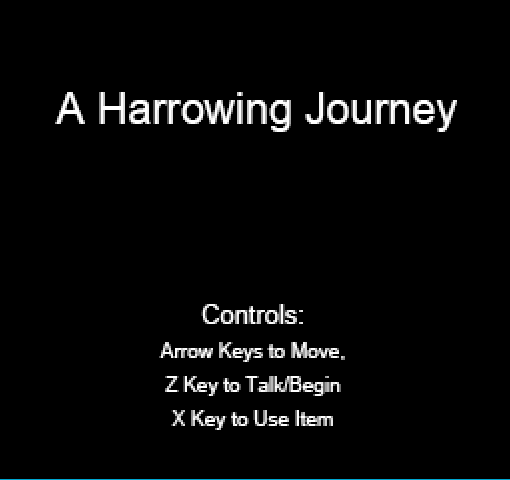 A Harrowing Journey
Controls:
Arrow Keys to Move,
Z Key to Talk/Begin
X Key to Use Item